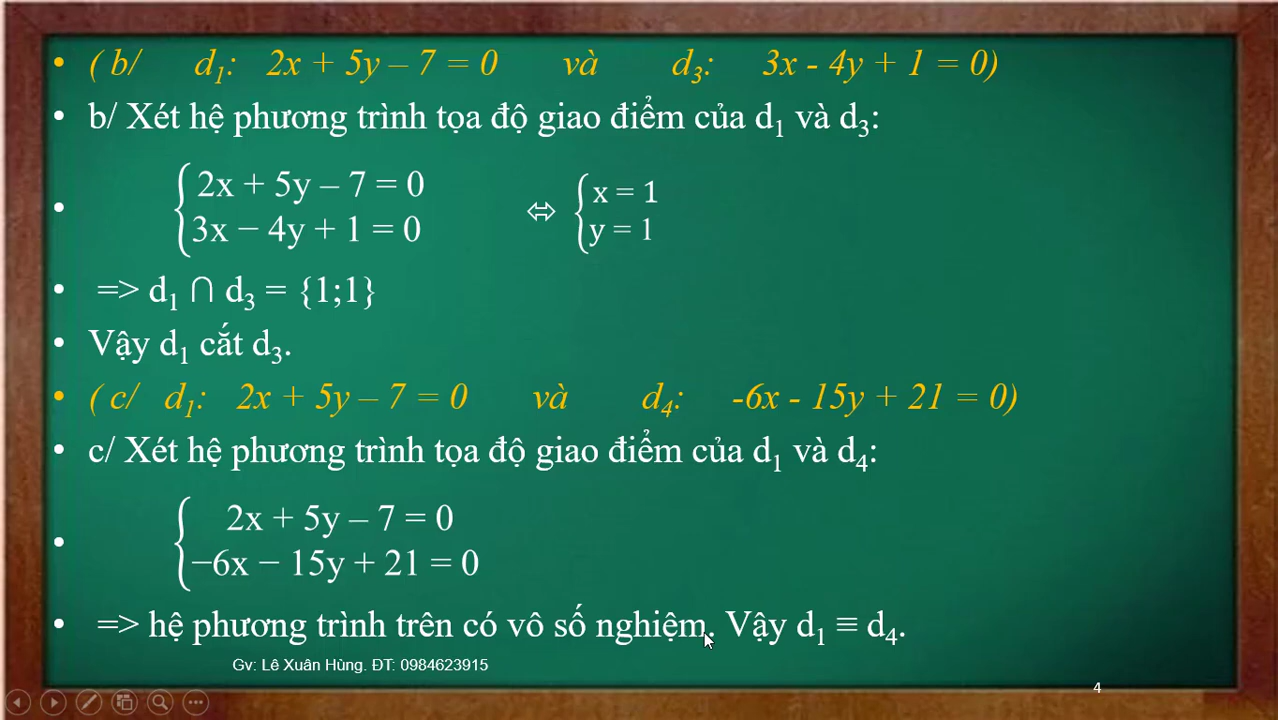 • ( b/ d₁: 2x + 5y – 7 = 0 và d₃: 3x - 4y + 1 = 0)
• b/ Xét hệ phương trình tọa độ giao điểm của d₁ và d₃:
• {2x + 5y – 7 = 0
3x − 4y + 1 = 0 ⇔ {x = 1
y = 1
• => d₁ ∩ d₃ = {1;1}
• Vậy d₁ cắt d₃.
• ( c/ d₁: 2x + 5y – 7 = 0 và d₄: -6x - 15y + 21 = 0)
• c/ Xét hệ phương trình tọa độ giao điểm của d₁ và d₄:
• {2x + 5y – 7 = 0
−6x − 15y + 21 = 0
• => hệ phương trình trên có vô số nghiệm. Vậy d₁ ≡ d₄.
Gv: Lê Xuân Hùng. ĐT: 0984623915
4